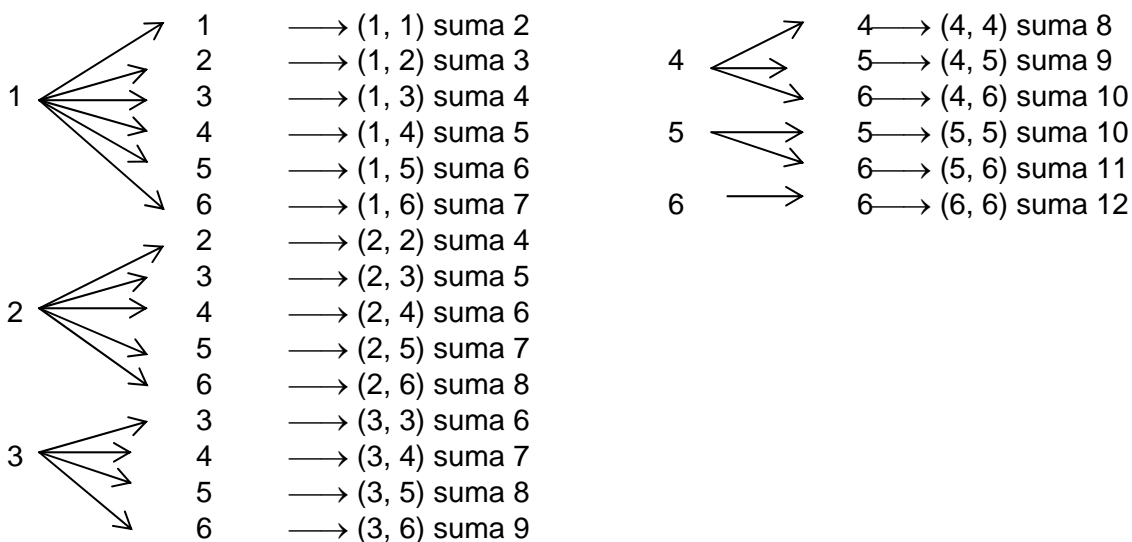 1 ⟶ (1, 1) suma 2
2 ⟶ (1, 2) suma 3
1 3 ⟶ (1, 3) suma 4
4 ⟶ (1, 4) suma 5
5 ⟶ (1, 5) suma 6
6 ⟶ (1, 6) suma 7
2 ⟶ (2, 2) suma 4
3 ⟶ (2, 3) suma 5
2 4 ⟶ (2, 4) suma 6
5 ⟶ (2, 5) suma 7
6 ⟶ (2, 6) suma 8
3 ⟶ (3, 3) suma 6
3 4 ⟶ (3, 4) suma 7
5 ⟶ (3, 5) suma 8
6 ⟶ (3, 6) suma 9
4⟶ (4, 4) suma 8
4 5⟶ (4, 5) suma 9
6⟶ (4, 6) suma 10
5 5⟶ (5, 5) suma 10
6⟶ (5, 6) suma 11
6 6⟶ (6, 6) suma 12